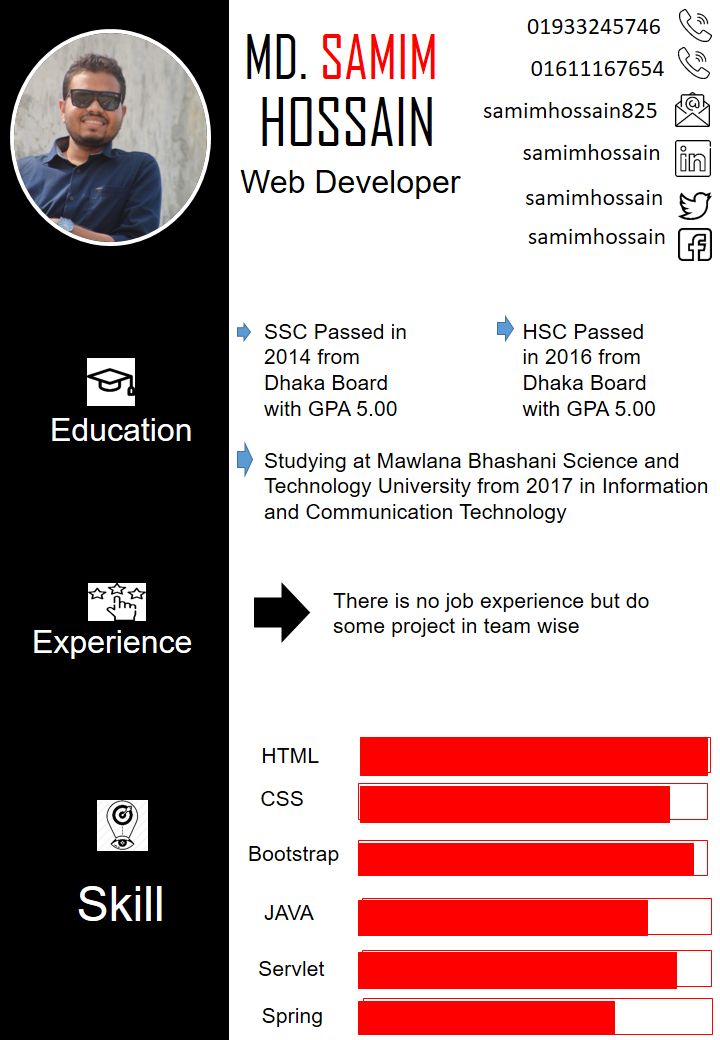 MD. SAMIM
HOSSAIN
Web Developer
01933245746
01611167654
samimhossain825
samimhossain
samimhossain
samimhossain
Education
SSC Passed in
2014 from
Dhaka Board
with GPA 5.00
HSC Passed
in 2016 from
Dhaka Board
with GPA 5.00
Studying at Mawlana Bhashani Science and
Technology University from 2017 in Information
and Communication Technology
Experience
There is no job experience but do
some project in team wise
Skill
HTML
CSS
Bootstrap
JAVA
Servlet
Spring